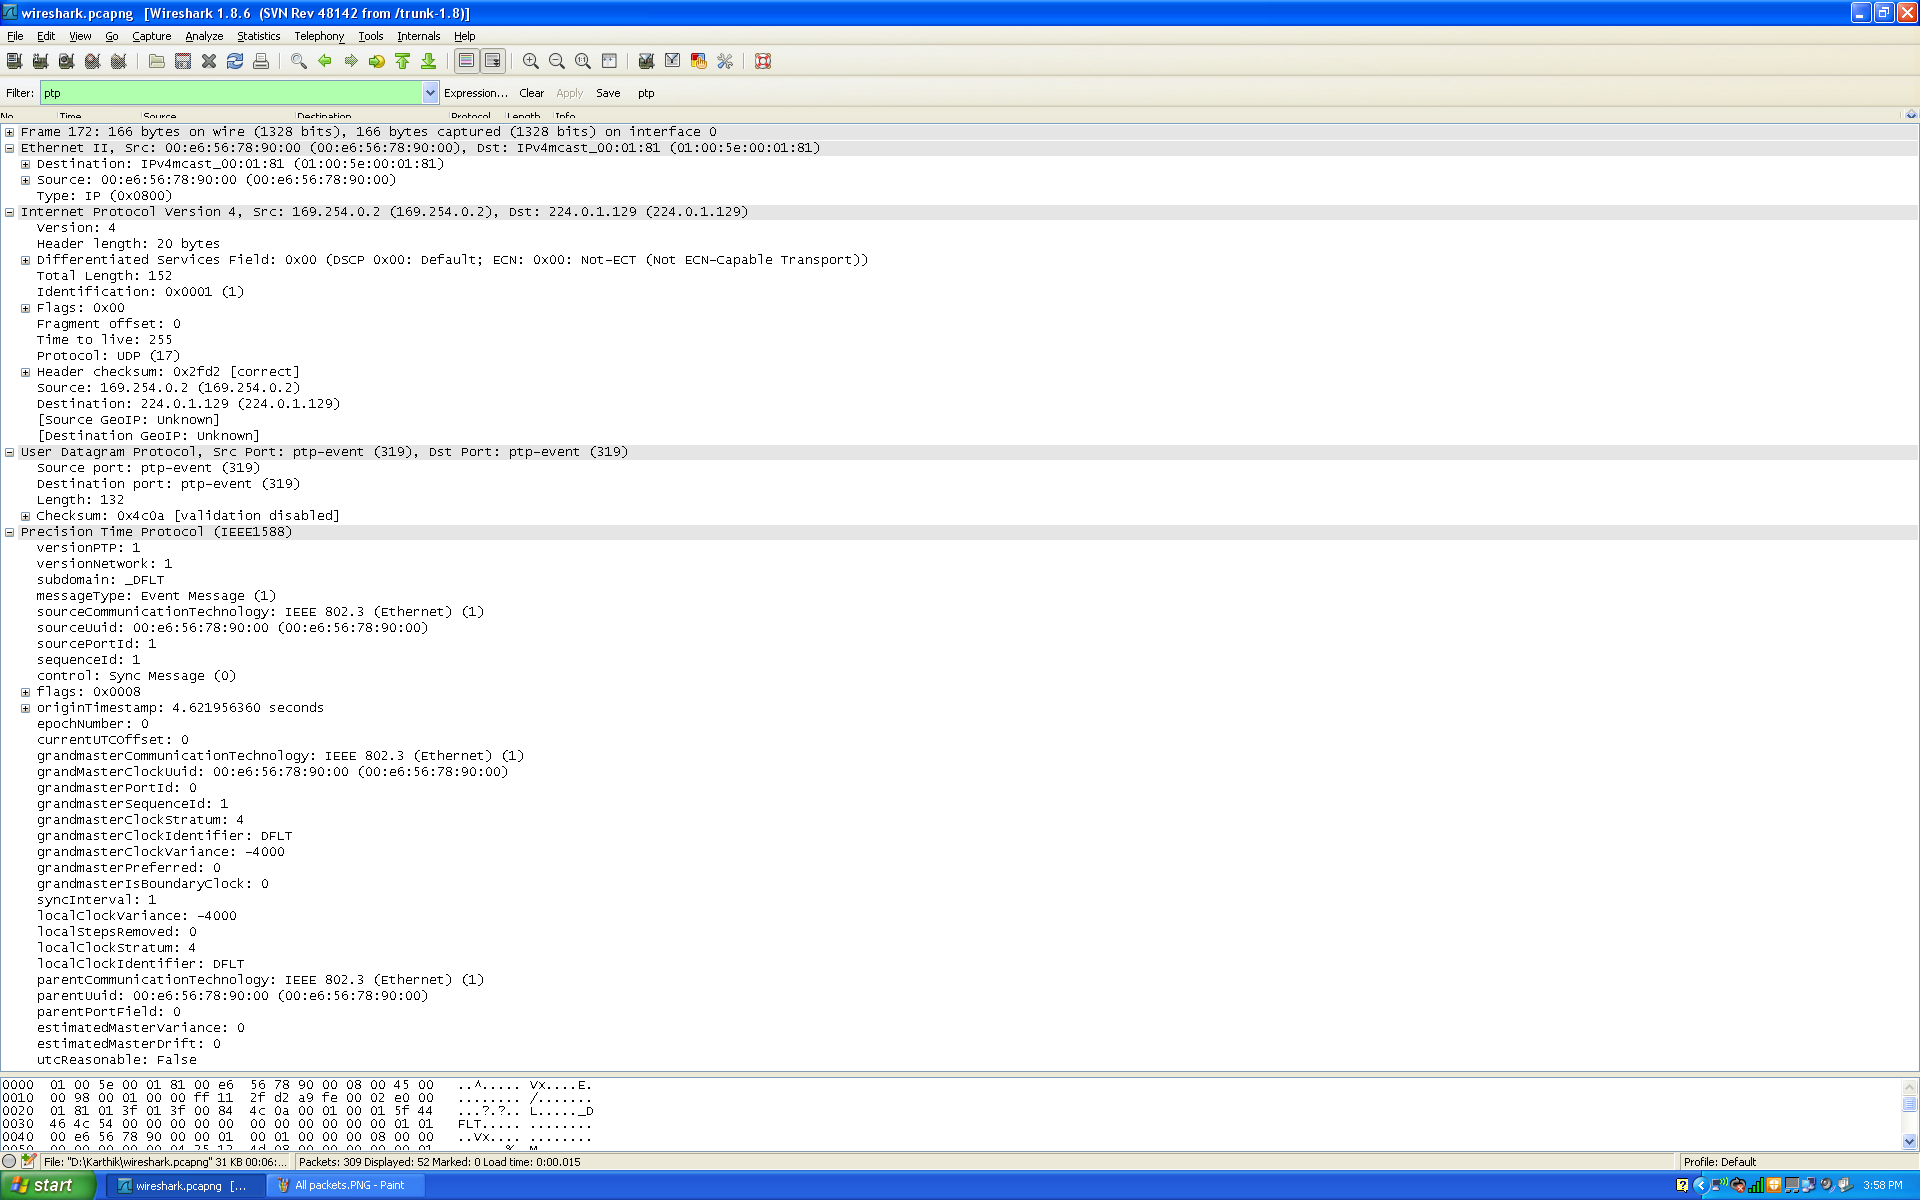 wireshark.pcapng [Wireshark 1.8.6 (SVN Rev 48142 from /trunk-1.8)]
File Edit View Go Capture Analyze Statistics Telephony Tools Internals Help
Filter: ptp Expression... Clear Apply Save ptp
No. Time Source Destination Protocol Length Info
Frame 172: 166 bytes on wire (1328 bits), 166 bytes captured (1328 bits) on interface 0
Ethernet II, Src: 00:e6:56:78:90:00 (00:e6:56:78:90:00), Dst: IPv4mcast_00:01:81 (01:00:5e:00:01:81)
Destination: IPv4mcast_00:01:81 (01:00:5e:00:01:81)
Source: 00:e6:56:78:90:00 (00:e6:56:78:90:00)
Type: IP (0x0800)
Internet Protocol Version 4, Src: 169.254.0.2 (169.254.0.2), Dst: 224.0.1.129 (224.0.1.129)
Version: 4
Header length: 20 bytes
Differentiated Services Field: 0x00 (DSCP 0x00: Default; ECN: 0x00: Not-ECT (Not ECN-Capable Transport))
Total Length: 152
Identification: 0x0001 (1)
Flags: 0x00
Fragment offset: 0
Time to live: 255
Protocol: UDP (17)
Header checksum: 0x2fd2 [correct]
Source: 169.254.0.2 (169.254.0.2)
Destination: 224.0.1.129 (224.0.1.129)
[Source GeoIP: Unknown]
[Destination GeoIP: Unknown]
User Datagram Protocol, Src Port: ptp-event (319), Dst Port: ptp-event (319)
Source port: ptp-event (319)
Destination port: ptp-event (319)
Length: 132
Checksum: 0x4c0a [validation disabled]
Precision Time Protocol (IEEE1588)
versionPTP: 1
versionNetwork: 1
subdomain: _DFLT
messageType: Event Message (1)
sourceCommunicationTechnology: IEEE 802.3 (Ethernet) (1)
sourceUuid: 00:e6:56:78:90:00 (00:e6:56:78:90:00)
sourcePortId: 1
sequenceId: 1
control: Sync Message (0)
flags: 0x0008
originTimestamp: 4.621956360 seconds
epochNumber: 0
currentUTCOffset: 0
grandmasterCommunicationTechnology: IEEE 802.3 (Ethernet) (1)
grandMasterClockUuid: 00:e6:56:78:90:00 (00:e6:56:78:90:00)
grandmasterPortId: 0
grandmasterSequenceId: 1
grandmasterClockStratum: 4
grandmasterClockIdentifier: DFLT
grandmasterClockVariance: -4000
grandmasterPreferred: 0
grandmasterIsBoundaryClock: 0
syncInterval: 1
localClockVariance: -4000
localStepsRemoved: 0
localClockStratum: 4
localClockIdentifier: DFLT
parentCommunicationTechnology: IEEE 802.3 (Ethernet) (1)
parentUuid: 00:e6:56:78:90:00 (00:e6:56:78:90:00)
parentPortField: 0
estimatedMasterVariance: 0
estimatedMasterDrift: 0
utcReasonable: False
0000 01 00 5e 00 01 81 00 e6 56 78 90 00 08 00 45 00 ..^..... Vx....E.
0010 00 98 00 01 00 00 ff 11 2f d2 a9 fe 00 02 e0 00 ........ /.......
0020 01 81 01 3f 01 3f 00 84 4c 0a 00 01 00 01 5f 44 ...?.?.. L....._D
0030 46 4c 54 00 00 00 00 00 00 00 00 00 00 00 01 01 FLT..... ........
0040 00 e6 56 78 90 00 00 01 00 01 00 00 00 08 00 00 ..Vx.... ........
0050 00 00 00 00 00 04 25 12 4d 08 00 00 00 00 00 01 ......%. M
File: "D:\Karthik\wireshark.pcapng" 31 KB 00:06:... Packets: 309 Displayed: 52 Marked: 0 Load time: 0:00.015 Profile: Default
start wireshark.pcapng [... All packets.PNG - Paint 3:58 PM